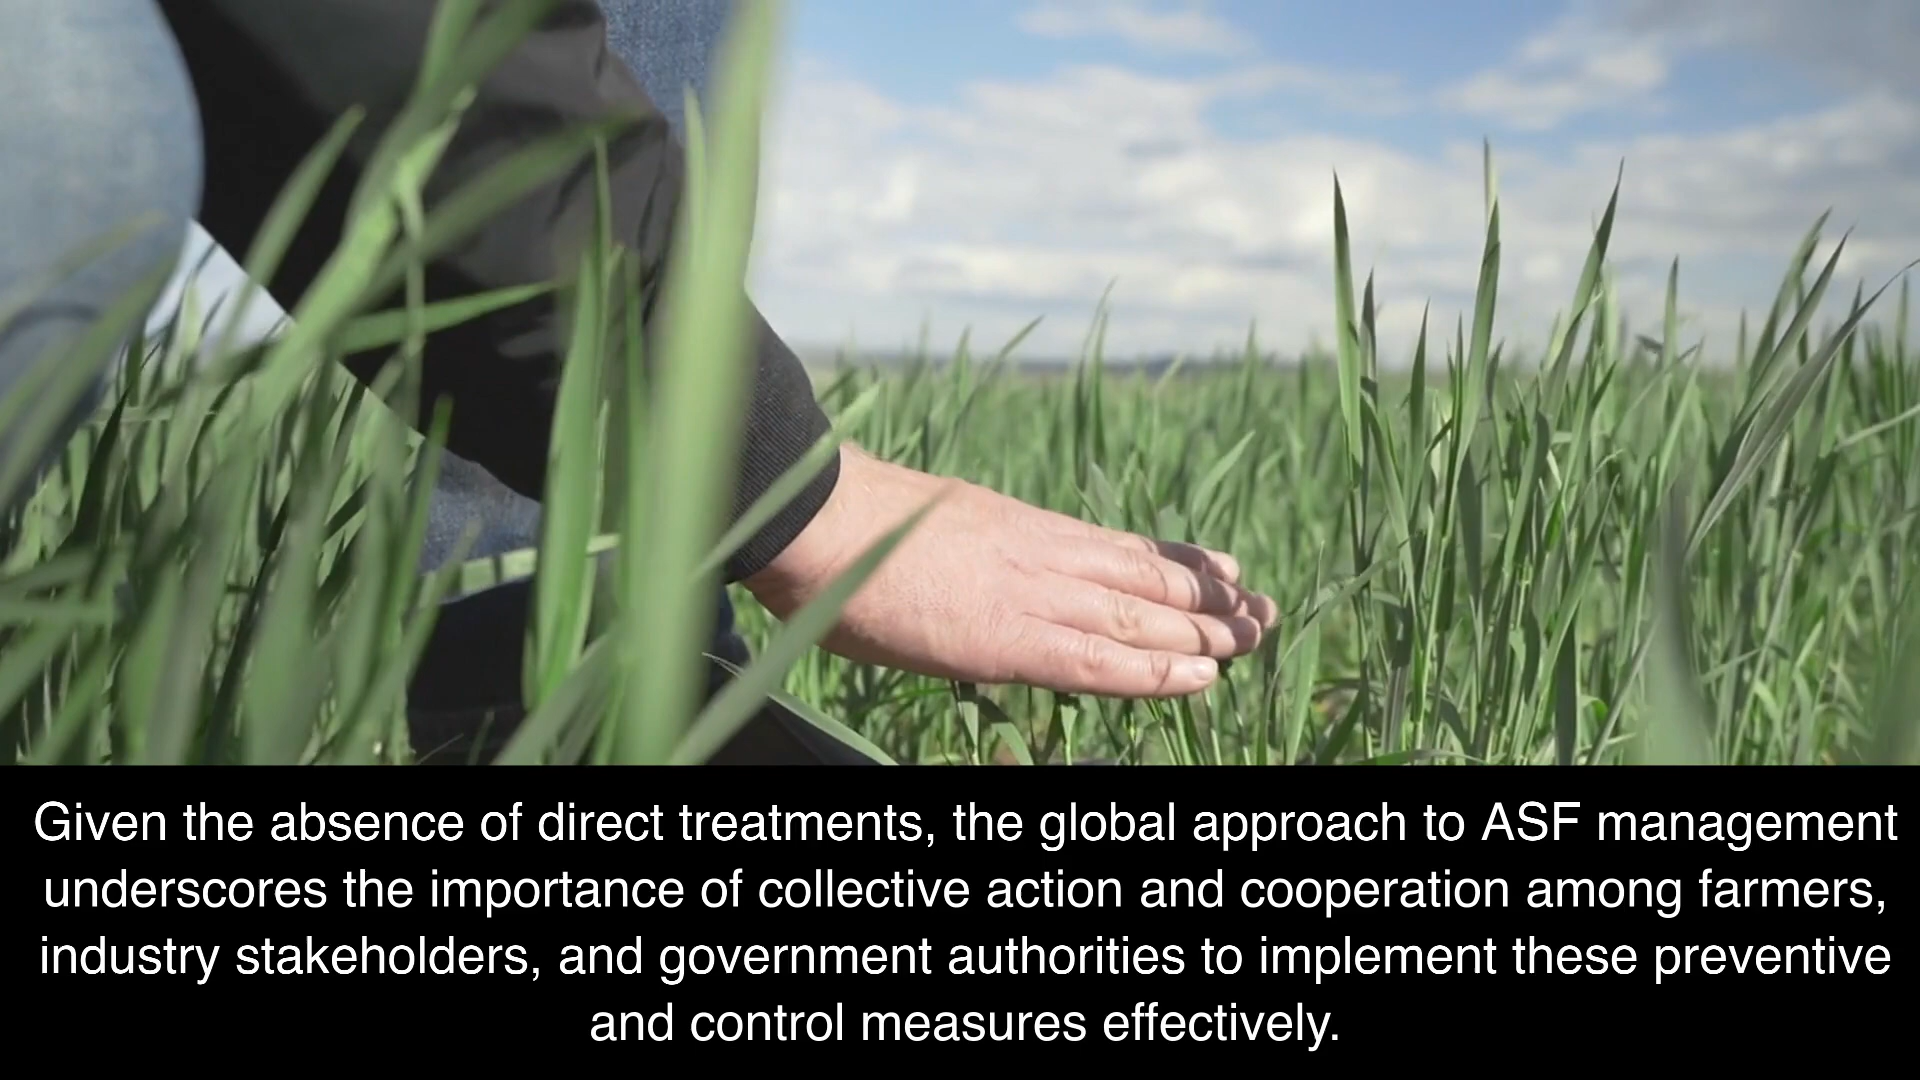 Given the absence of direct treatments, the global approach to ASF management
underscores the importance of collective action and cooperation among farmers,
industry stakeholders, and government authorities to implement these preventive
and control measures effectively.